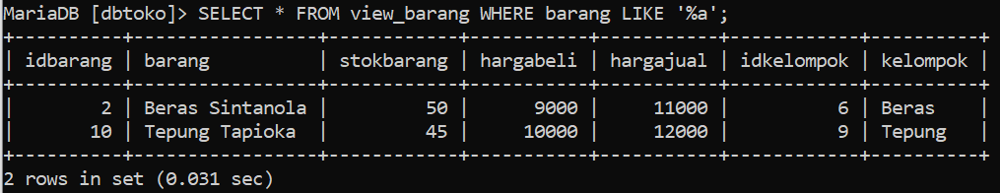 MariaDB [dbtoko]> SELECT * FROM view_barang WHERE barang LIKE '%a';
+----------+-----------------+------------+-----------+-----------+------------+----------+
| idbarang | barang          | stokbarang | hargabeli | hargajual | idkelompok | kelompok |
+----------+-----------------+------------+-----------+-----------+------------+----------+
|        2 | Beras Sintanola |         50 |      9000 |     11000 |          6 | Beras    |
|       10 | Tepung Tapioka  |         45 |     10000 |     12000 |          9 | Tepung   |
+----------+-----------------+------------+-----------+-----------+------------+----------+
2 rows in set (0.031 sec)